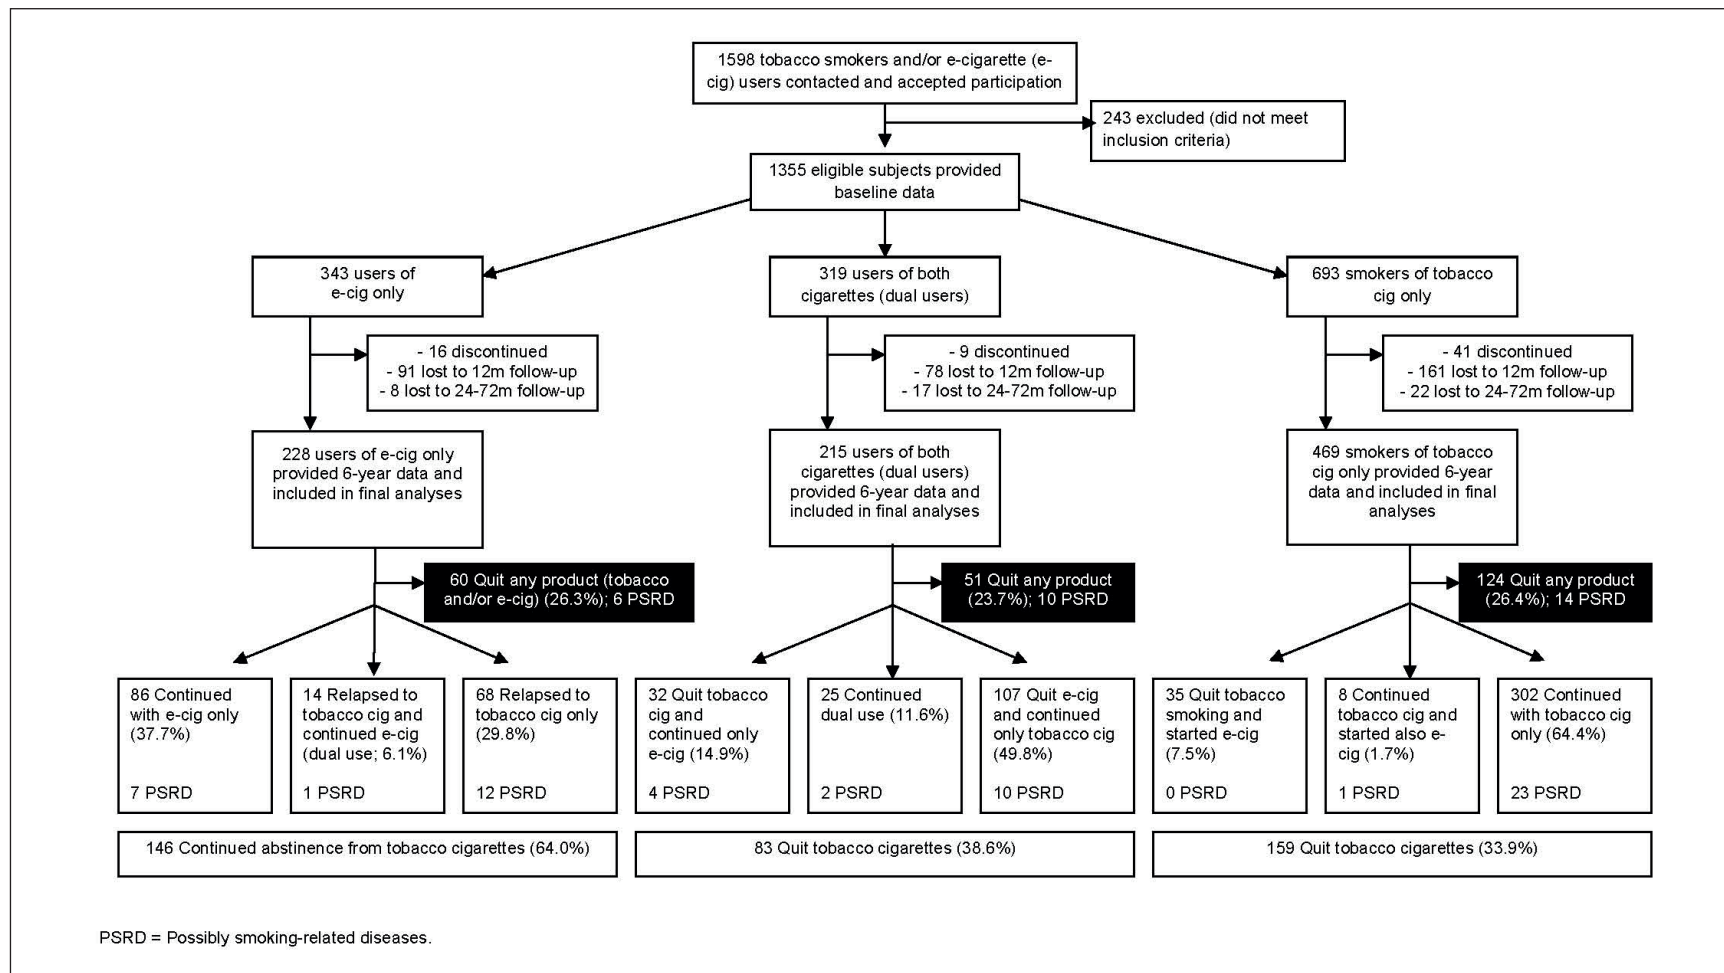 1598 tobacco smokers and/or e-cigarette (e-
cig) users contacted and accepted participation
243 excluded (did not meet
inclusion criteria)
1355 eligible subjects provided
baseline data
343 users of
e-cig only
319 users of both
cigarettes (dual users)
693 smokers of tobacco
cig only
- 16 discontinued
- 91 lost to 12m follow-up
- 8 lost to 24-72m follow-up
- 9 discontinued
- 78 lost to 12m follow-up
- 17 lost to 24-72m follow-up
- 41 discontinued
- 161 lost to 12m follow-up
- 22 lost to 24-72m follow-up
228 users of e-cig only
provided 6-year data and
included in final analyses
215 users of both
cigarettes (dual users)
provided 6-year data and
included in final analyses
469 smokers of tobacco
cig only provided 6-year
data and included in final
analyses
60 Quit any product (tobacco
and/or e-cig) (26.3%); 6 PSRD
51 Quit any product
(23.7%); 10 PSRD
124 Quit any product
(26.4%); 14 PSRD
86 Continued
with e-cig only
(37.7%)
7 PSRD
14 Relapsed to
tobacco cig and
continued e-cig
(dual use; 6.1%)
1 PSRD
68 Relapsed to
tobacco cig only
(29.8%)
12 PSRD
32 Quit tobacco
cig and
continued only
e-cig (14.9%)
4 PSRD
25 Continued
dual use (11.6%)
2 PSRD
107 Quit e-cig
and continued
only tobacco cig
(49.8%)
10 PSRD
35 Quit tobacco
smoking and
started e-cig
(7.5%)
0 PSRD
8 Continued
tobacco cig and
started also e-
cig (1.7%)
1 PSRD
302 Continued
with tobacco cig
only (64.4%)
23 PSRD
146 Continued abstinence from tobacco cigarettes (64.0%)
83 Quit tobacco cigarettes (38.6%)
159 Quit tobacco cigarettes (33.9%)
PSRD = Possibly smoking-related diseases.